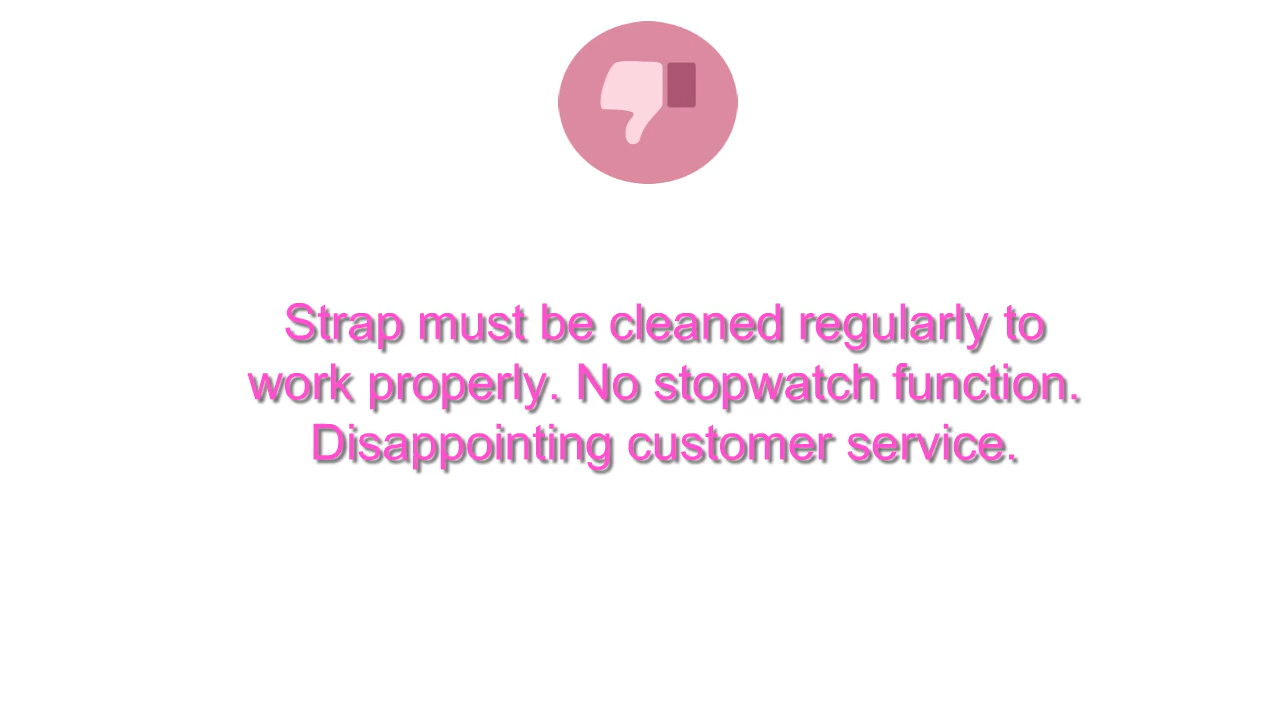 Strap must be cleaned regularly to
work properly. No stopwatch function.
Disappointing customer service.